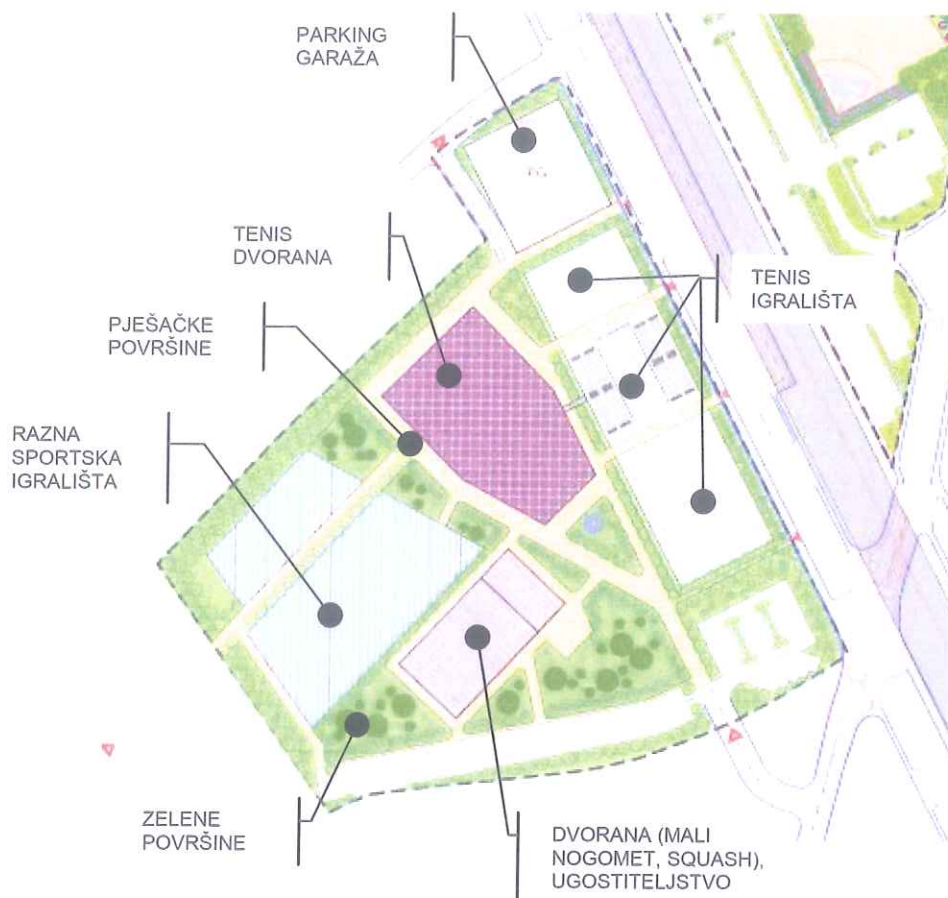 PARKING
GARAŽA
TENIS
DVORANA
TENIS
IGRALIŠTA
PJEŠAČKE
POVRŠINE
RAZNA
SPORTSKA
IGRALIŠTA
ZELENE
POVRŠINE
DVORANA (MALI
NOGOMET, SQUASH),
UGOSTITELJSTVO